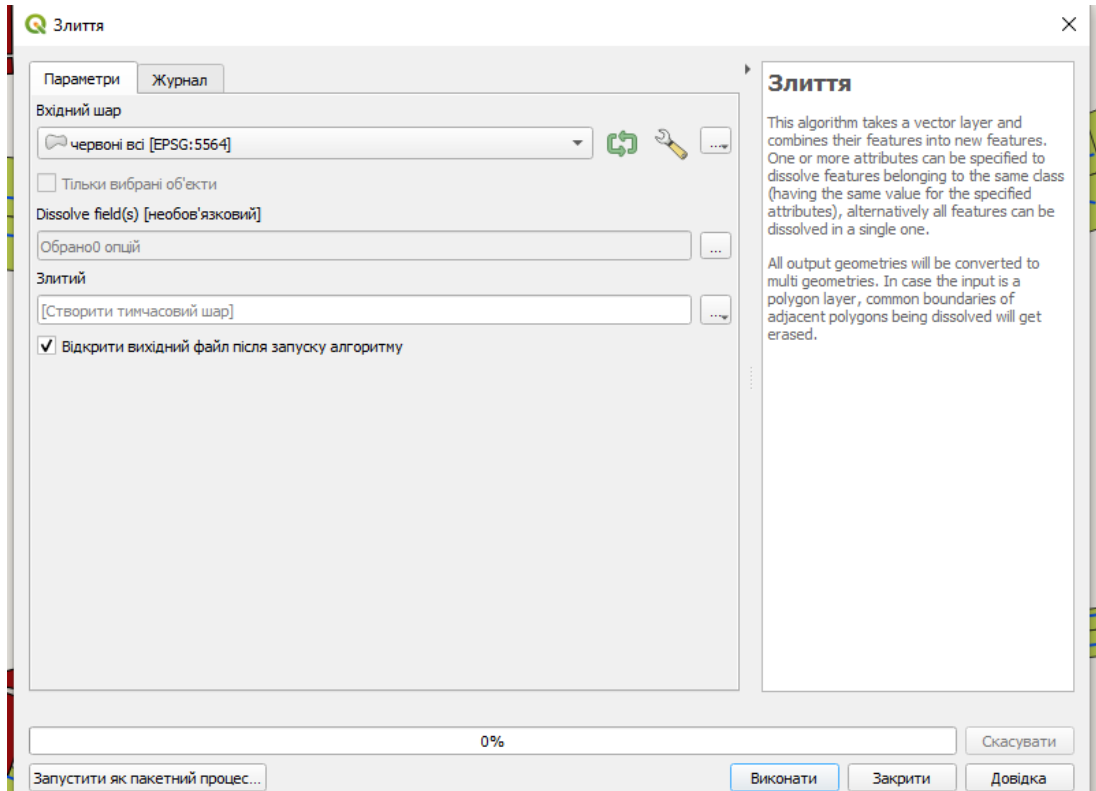 Злиття
Параметри
Журнал
Вхідний шар
червоні всі [EPSG:5564]
Тільки вибрані об'єкти
Dissolve field(s) [необов'язковий]
Обрано0 опцій
Злитий
[Створити тимчасовий шар]
Відкрити вихідний файл після запуску алгоритму
Злиття
This algorithm takes a vector layer and
combines their features into new features.
One or more attributes can be specified to
dissolve features belonging to the same class
(having the same value for the specified
attributes), alternatively all features can be
dissolved in a single one.
All output geometries will be converted to
multi geometries. In case the input is a
polygon layer, common boundaries of
adjacent polygons being dissolved will get
erased.
0%
Скасувати
Запустити як пакетний процес...
Виконати
Закрити
Довідка